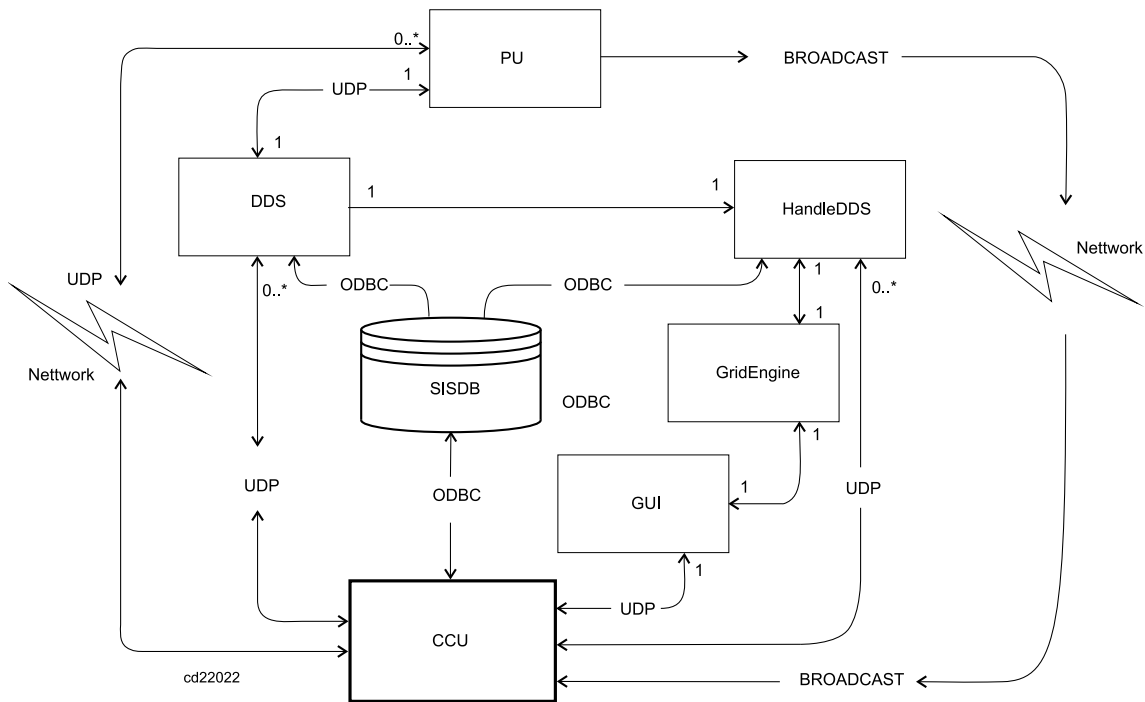 0..*
PU
BROADCAST
1
UDP
1
DDS
1
1
HandleDDS
Nettwork
UDP
ODBC
ODBC
1
0..*
0..*
1
Nettwork
SISDB
ODBC
GridEngine
1
UDP
ODBC
1
GUI
UDP
1
UDP
CCU
cd22022
BROADCAST